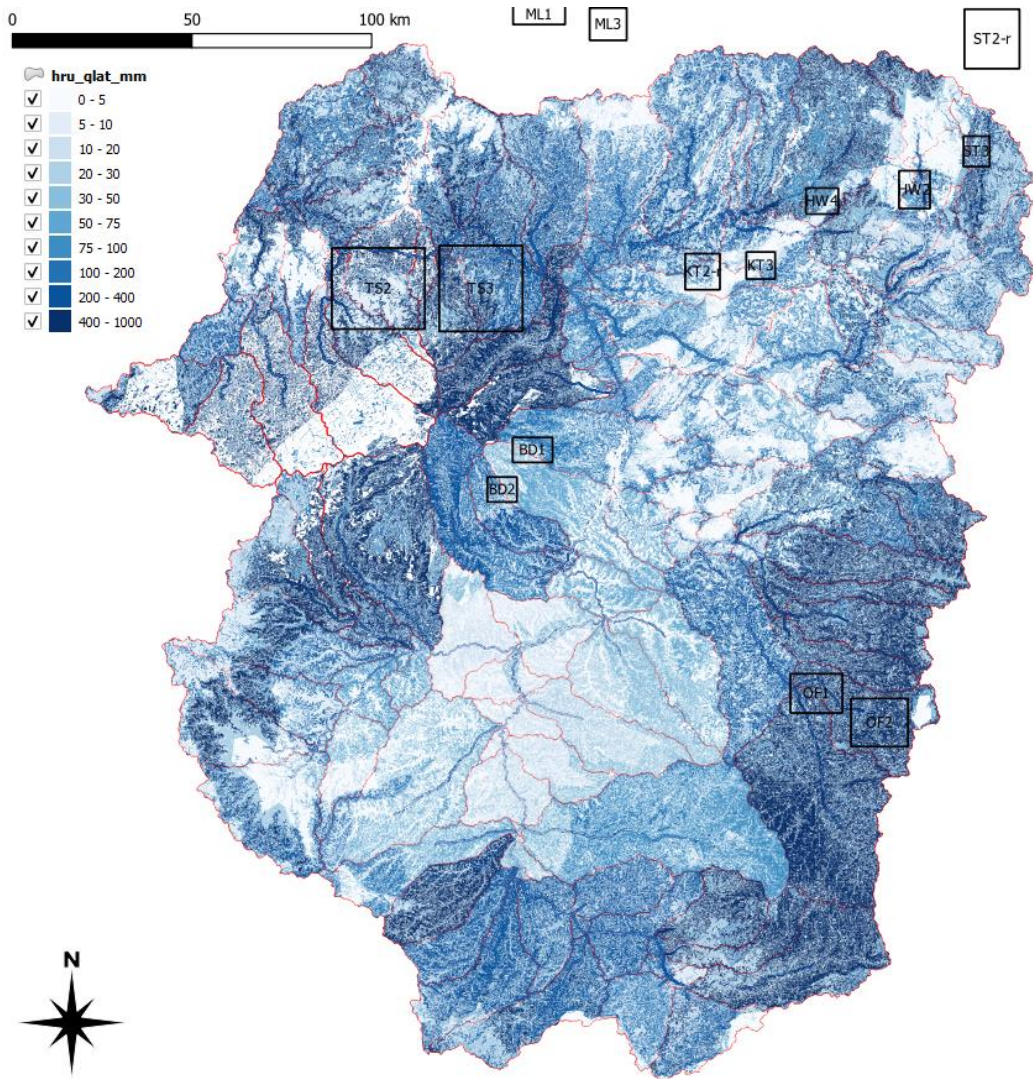 0 50 100 km
ML1
ML3
ST2-r
hru_qlat_mm
0 - 5
5 - 10
10 - 20
20 - 30
30 - 50
50 - 75
75 - 100
100 - 200
200 - 400
400 - 1000
ST3
HW2
HW4
KT2-r
KT3
TS2
TS3
BD1
BD2
OF1
OF2
N